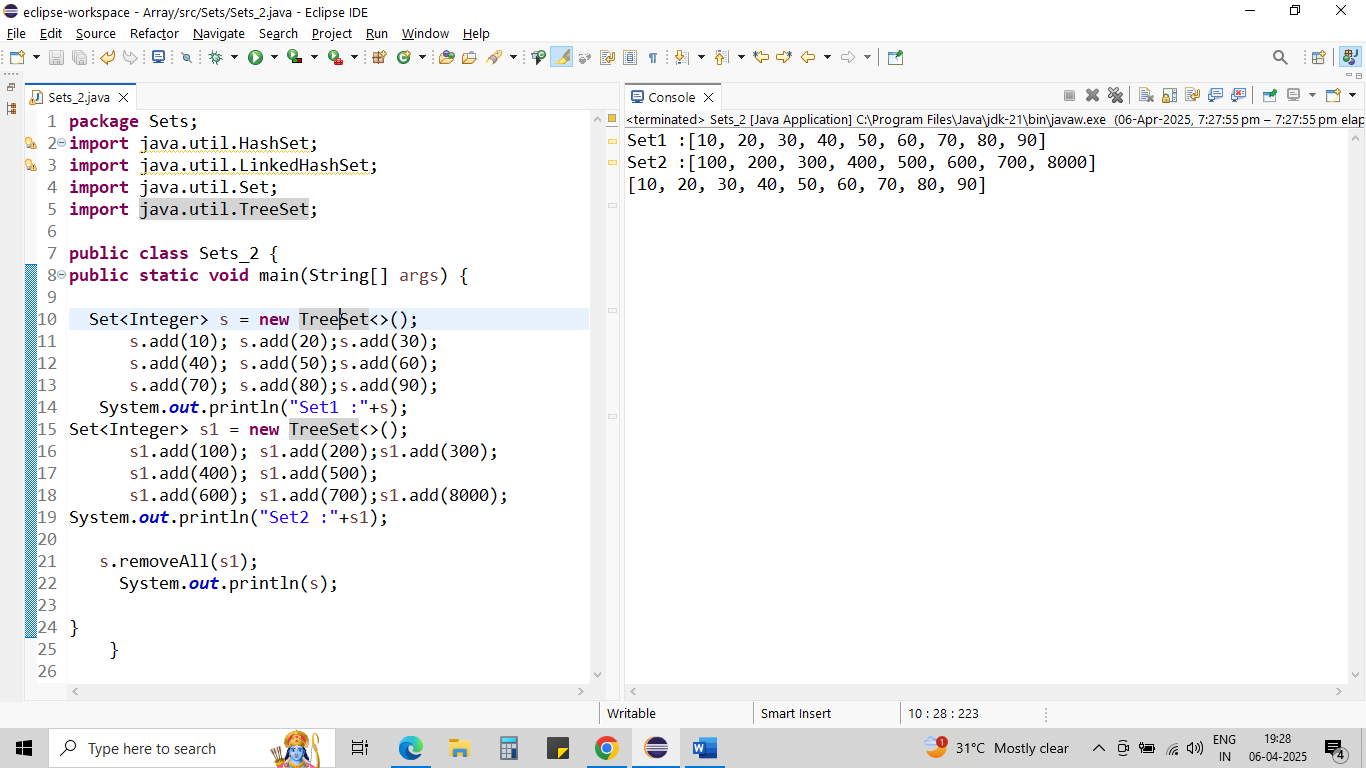 eclipse-workspace - Array/src/Sets/Sets_2.java - Eclipse IDE
File Edit Source Refactor Navigate Search Project Run Window Help
Sets_2.java
1 package Sets;
2 import java.util.HashSet;
3 import java.util.LinkedHashSet;
4 import java.util.Set;
5 import java.util.TreeSet;
6
7 public class Sets_2 {
8 public static void main(String[] args) {
9
10 Set<Integer> s = new TreeSet<>();
11 s.add(10); s.add(20);s.add(30);
12 s.add(40); s.add(50);s.add(60);
13 s.add(70); s.add(80);s.add(90);
14 System.out.println("Set1 :"+s);
15 Set<Integer> s1 = new TreeSet<>();
16 s1.add(100); s1.add(200);s1.add(300);
17 s1.add(400); s1.add(500);
18 s1.add(600); s1.add(700);s1.add(8000);
19 System.out.println("Set2 :"+s1);
20
21 s.removeAll(s1);
22 System.out.println(s);
23
24 }
25 }
26
Console
<terminated> Sets_2 [Java Application] C:\Program Files\Java\jdk-21\bin\javaw.exe (06-Apr-2025, 7:27:55 pm – 7:27:55 pm elap
Set1 :[10, 20, 30, 40, 50, 60, 70, 80, 90]
Set2 :[100, 200, 300, 400, 500, 600, 700, 8000]
[10, 20, 30, 40, 50, 60, 70, 80, 90]
Writable Smart Insert 10 : 28 : 223
Type here to search
1
31°C Mostly clear
ENG
IN
19:28
06-04-2025
4